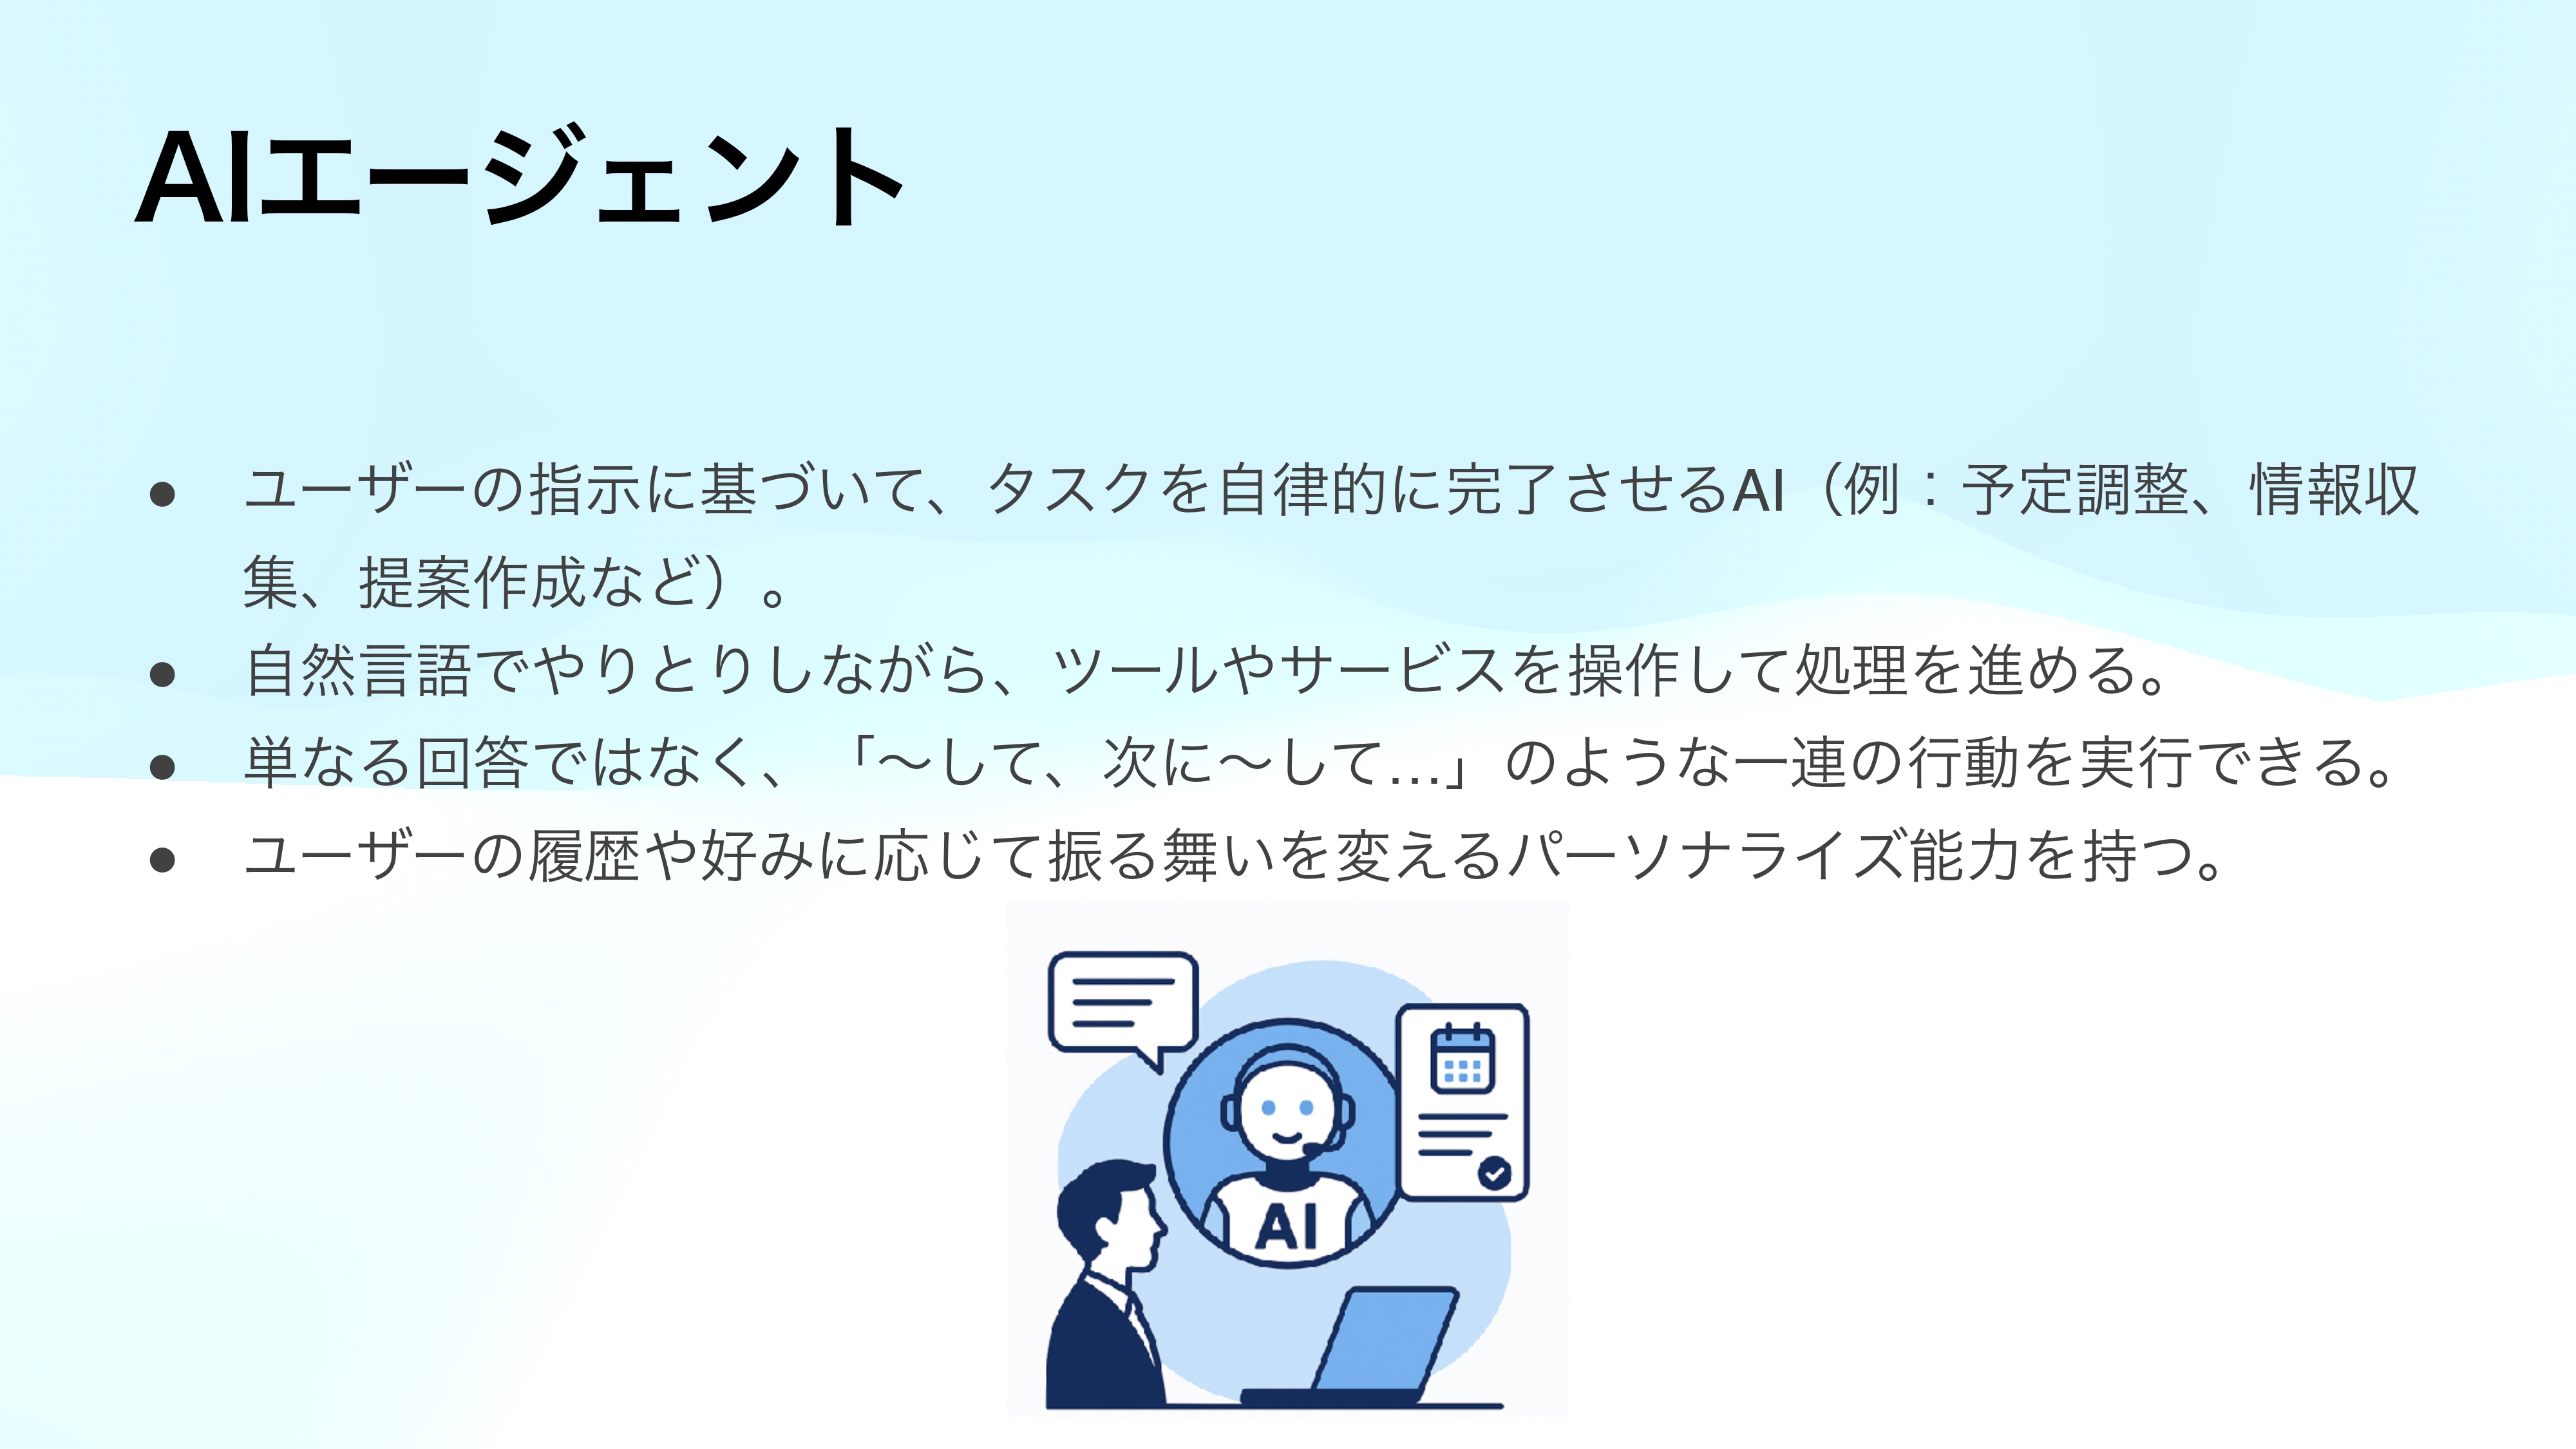 AIエージェント
● ユーザーの指示に基づいて、タスクを自律的に完了させるAI（例：予定調整、情報収
集、提案作成など）。
● 自然言語でやりとりしながら、ツールやサービスを操作して処理を進める。
● 単なる回答ではなく、「〜して、次に〜して…」のような一連の行動を実行できる。
● ユーザーの履歴や好みに応じて振る舞いを変えるパーソナライズ能力を持つ。
AI